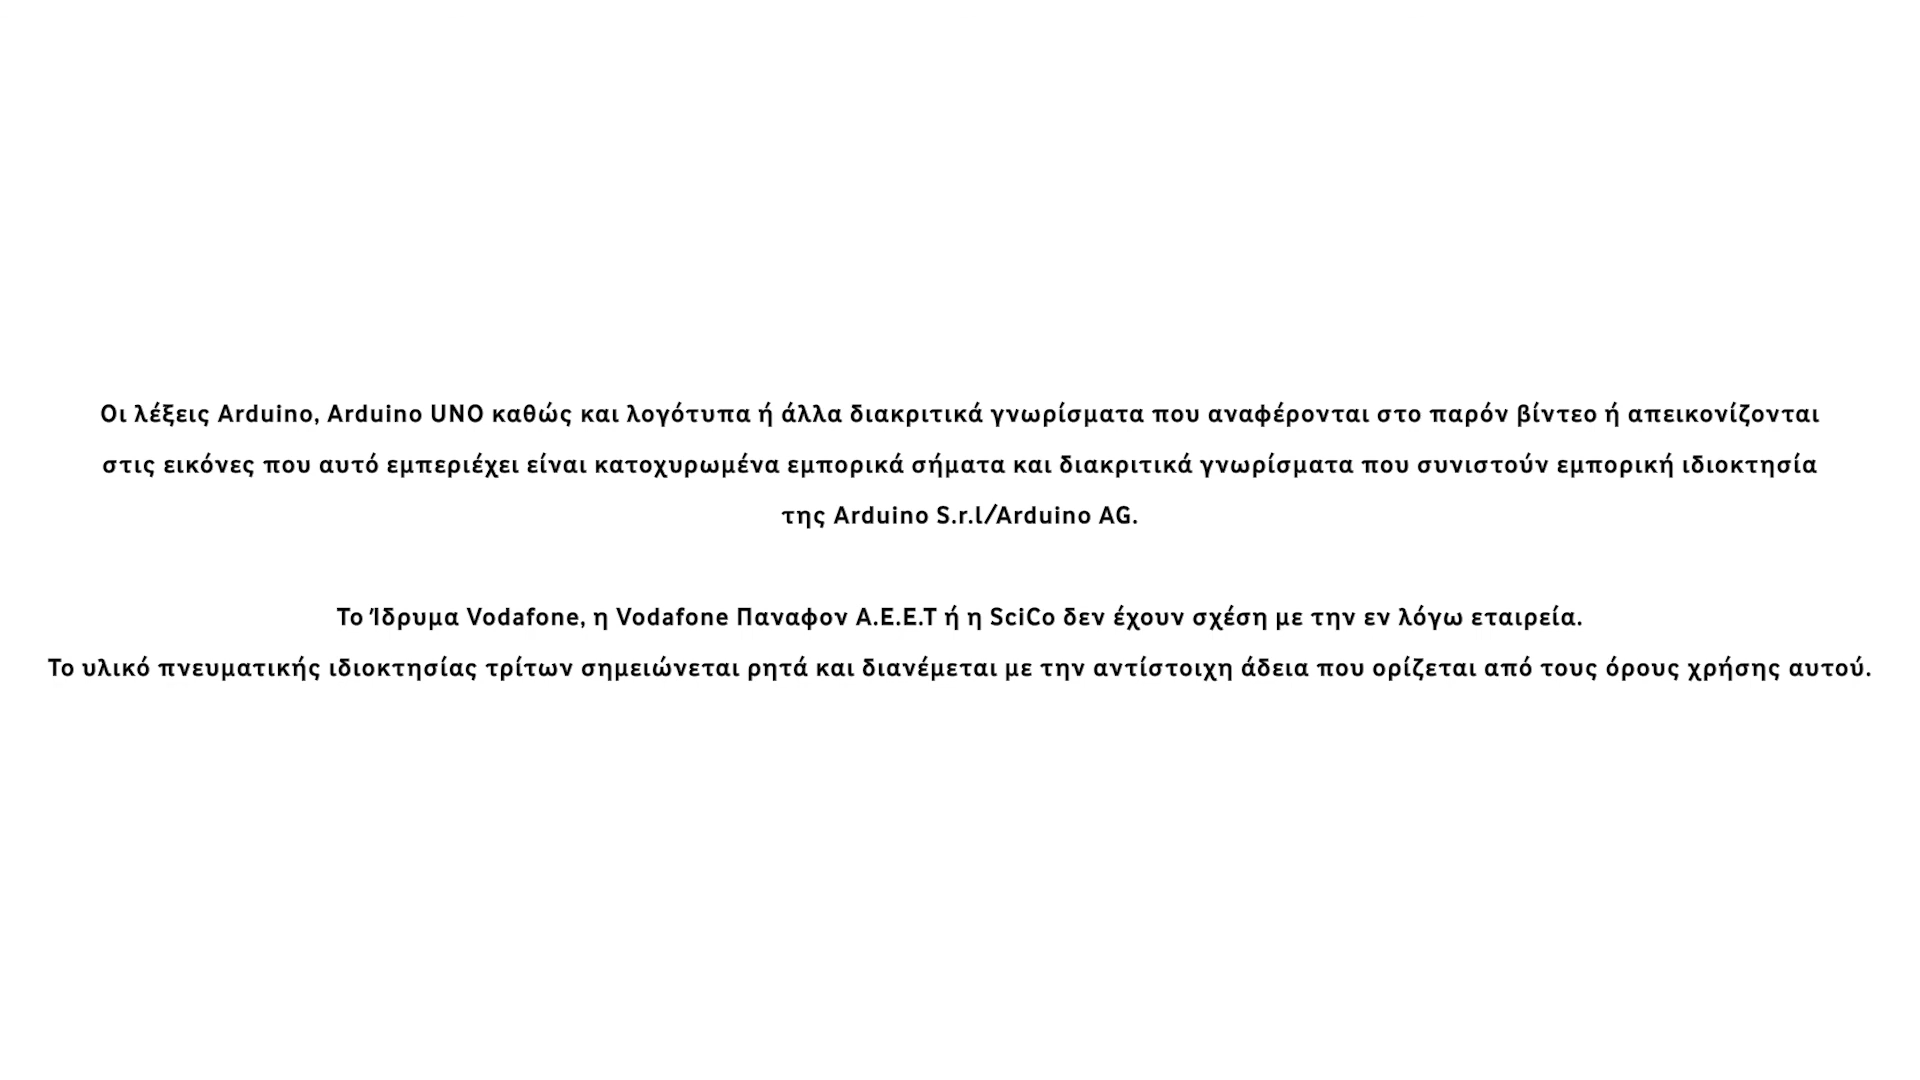 Οι λέξεις Arduino, Arduino UNO καθώς και λογότυπα ή άλλα διακριτικά γνωρίσματα που αναφέρονται στο παρόν βίντεο ή απεικονίζονται
στις εικόνες που αυτό εμπεριέχει είναι κατοχυρωμένα εμπορικά σήματα και διακριτικά γνωρίσματα που συνιστούν εμπορική ιδιοκτησία
της Arduino S.r.l/Arduino AG.
Το Ίδρυμα Vodafone, η Vodafone Παναφον Α.Ε.Ε.Τ ή η SciCo δεν έχουν σχέση με την εν λόγω εταιρεία.
Το υλικό πνευματικής ιδιοκτησίας τρίτων σημειώνεται ρητά και διανέμεται με την αντίστοιχη άδεια που ορίζεται από τους όρους χρήσης αυτού.